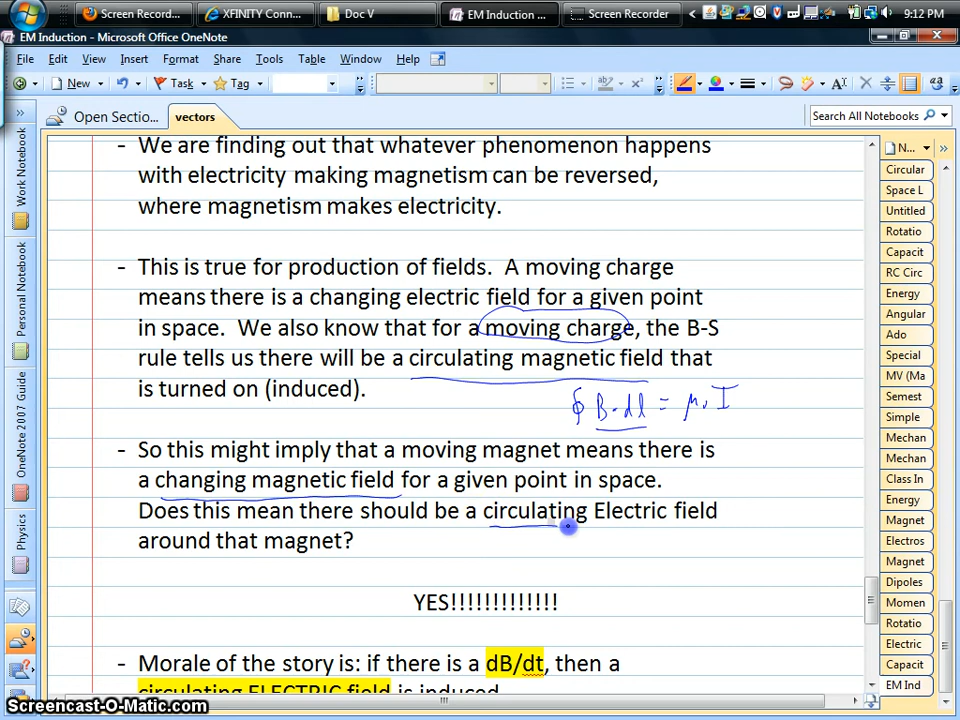 Screen Record...
XFINITY Conn...
Doc V
EM Induction ...
Screen Recorder
9:12 PM
EM Induction - Microsoft Office OneNote
File Edit View Insert Format Share Tools Table Window Help
New Task Tag
Open Sectio...
vectors
Search All Notebooks
Work Notebook
Personal Notebook
OneNote 2007 Guide
Physics
- We are finding out that whatever phenomenon happens
with electricity making magnetism can be reversed,
where magnetism makes electricity.
- This is true for production of fields. A moving charge
means there is a changing electric field for a given point
in space. We also know that for a moving charge, the B-S
rule tells us there will be a circulating magnetic field that
is turned on (induced).
∮ B·dl = μ₀ I
- So this might imply that a moving magnet means there is
a changing magnetic field for a given point in space.
Does this mean there should be a circulating Electric field
around that magnet?
YES!!!!!!!!!!!!!
- Morale of the story is: if there is a dB/dt, then a
circulating ELECTRIC field is induced
N...
Circular
Space L
Untitled
Rotatio
Capacit
RC Circ
Energy
Angular
Ado
Special
MV (Ma
Semest
Simple
Mechan
Mechan
Class In
Energy
Magnet
Electros
Magnet
Dipoles
Momen
Rotatio
Electric
Capacit
EM Ind
Screencast-O-Matic.com